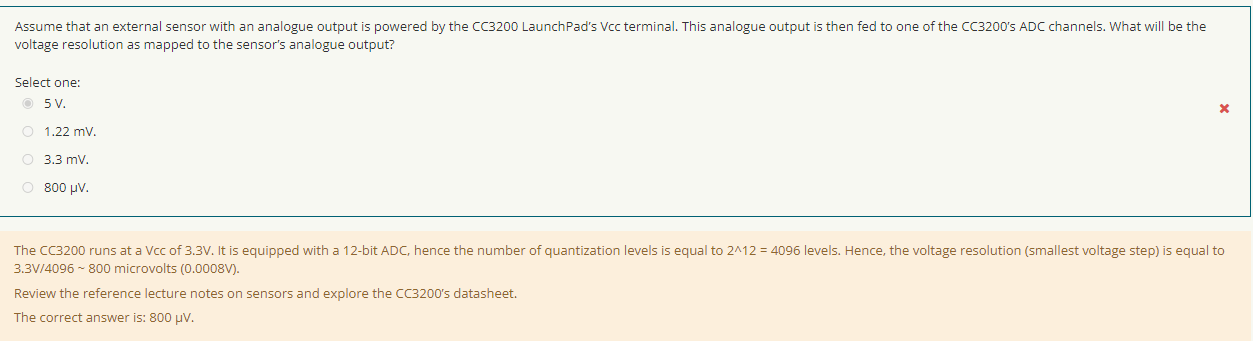 Assume that an external sensor with an analogue output is powered by the CC3200 LaunchPad's Vcc terminal. This analogue output is then fed to one of the CC3200's ADC channels. What will be the
voltage resolution as mapped to the sensor's analogue output?
Select one:
5 V.
1.22 mV.
3.3 mV.
800 µV.
The CC3200 runs at a Vcc of 3.3V. It is equipped with a 12-bit ADC, hence the number of quantization levels is equal to 2^12 = 4096 levels. Hence, the voltage resolution (smallest voltage step) is equal to
3.3V/4096 ~ 800 microvolts (0.0008V).
Review the reference lecture notes on sensors and explore the CC3200's datasheet.
The correct answer is: 800 µV.